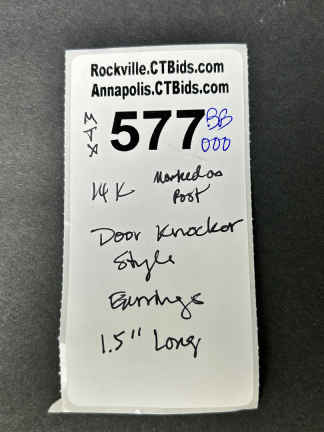 Rockville.CTBids.com
Annapolis.CTBids.com
MTX 577 BB
000
14K Marked on
Post
Door Knocker
Style
Earrings
1.5" Long